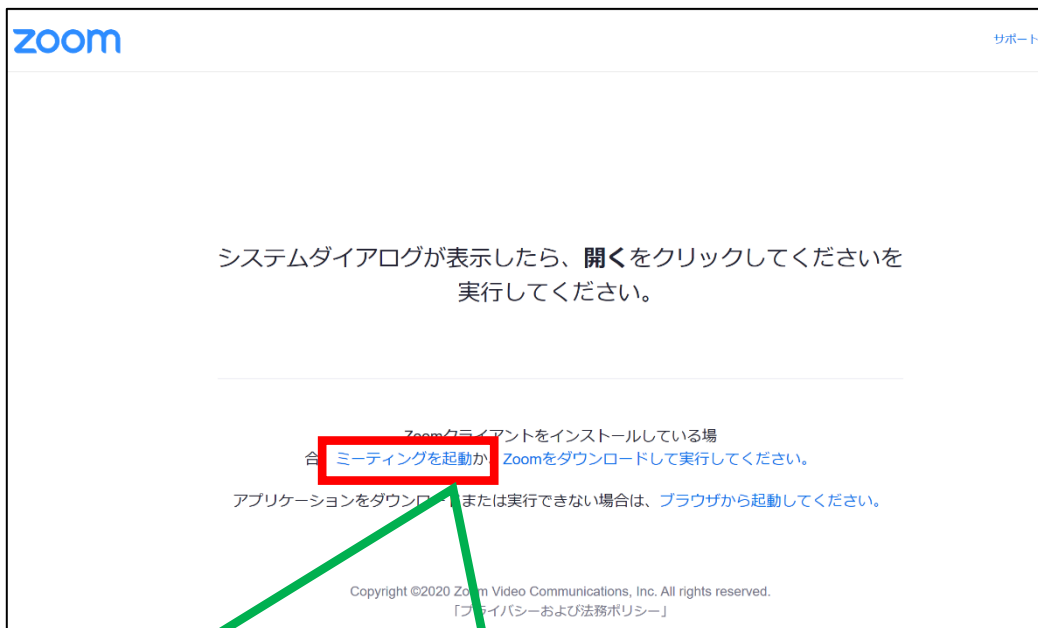 zoom
サポート
システムダイアログが表示したら、開くをクリックしてくださいを
実行してください。
Zoomクライアントをインストールしている場
合 ミーティングを起動か、Zoomをダウンロードして実行してください。
アプリケーションをダウンロードまたは実行できない場合は、ブラウザから起動してください。
Copyright ©2020 Zoom Video Communications, Inc. All rights reserved.
「プライバシーおよび法務ポリシー」